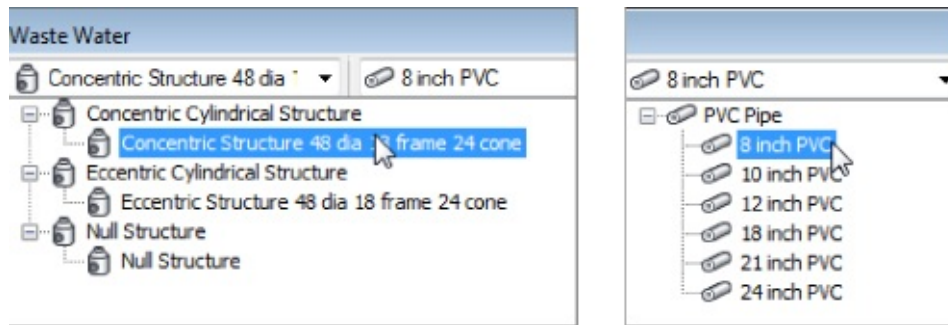 Waste Water
Concentric Structure 48 dia
8 inch PVC
Concentric Cylindrical Structure
Concentric Structure 48 dia frame 24 cone
Eccentric Cylindrical Structure
Eccentric Structure 48 dia 18 frame 24 cone
Null Structure
Null Structure
8 inch PVC
PVC Pipe
8 inch PVC
10 inch PVC
12 inch PVC
18 inch PVC
21 inch PVC
24 inch PVC